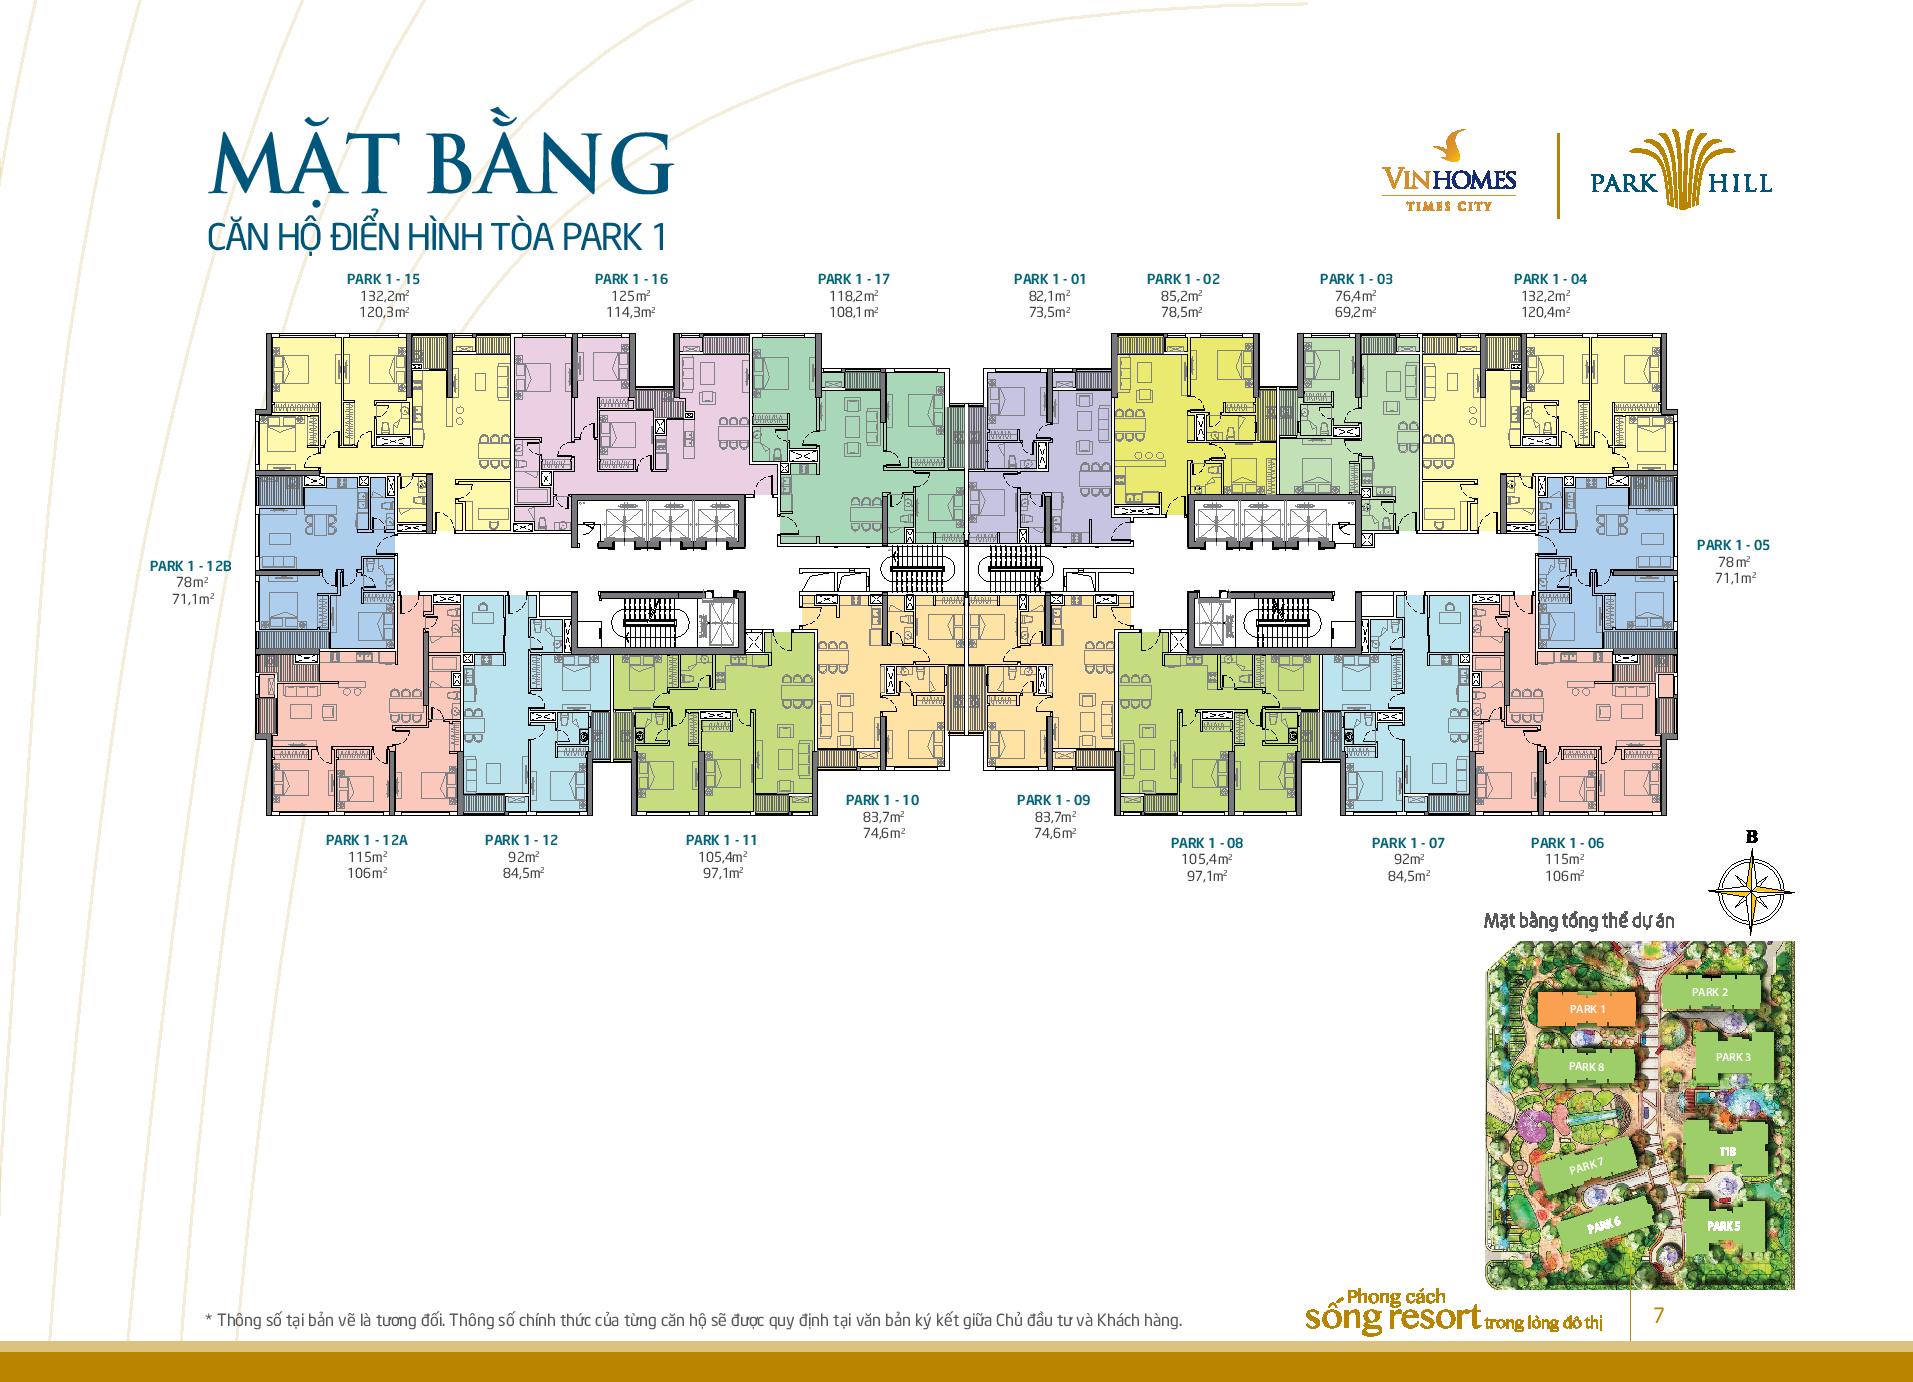 MẶT BẰNG
CĂN HỘ ĐIỂN HÌNH TÒA PARK 1
VINHOMES
TIMES CITY
PARK HILL
PARK 1 - 15
132,2m²
120,3m²
PARK 1 - 16
125m²
114,3m²
PARK 1 - 17
118,2m²
108,1m²
PARK 1 - 01
82,1m²
73,5m²
PARK 1 - 02
85,2m²
78,5m²
PARK 1 - 03
76,4m²
69,2m²
PARK 1 - 04
132,2m²
120,4m²
PARK 1 - 12B
78m²
71,1m²
PARK 1 - 05
78m²
71,1m²
PARK 1 - 12A
115m²
106m²
PARK 1 - 12
92m²
84,5m²
PARK 1 - 11
105,4m²
97,1m²
PARK 1 - 10
83,7m²
74,6m²
PARK 1 - 09
83,7m²
74,6m²
PARK 1 - 08
105,4m²
97,1m²
PARK 1 - 07
92m²
84,5m²
PARK 1 - 06
115m²
106m²
B
Mặt bằng tổng thể dự án
PARK 1
PARK 2
PARK 3
PARK 8
T1B
PARK 7
PARK 6
PARK 5
* Thông số tại bản vẽ là tương đối. Thông số chính thức của từng căn hộ sẽ được quy định tại văn bản ký kết giữa Chủ đầu tư và Khách hàng.
Phong cách
sống resort trong lòng đô thị
7